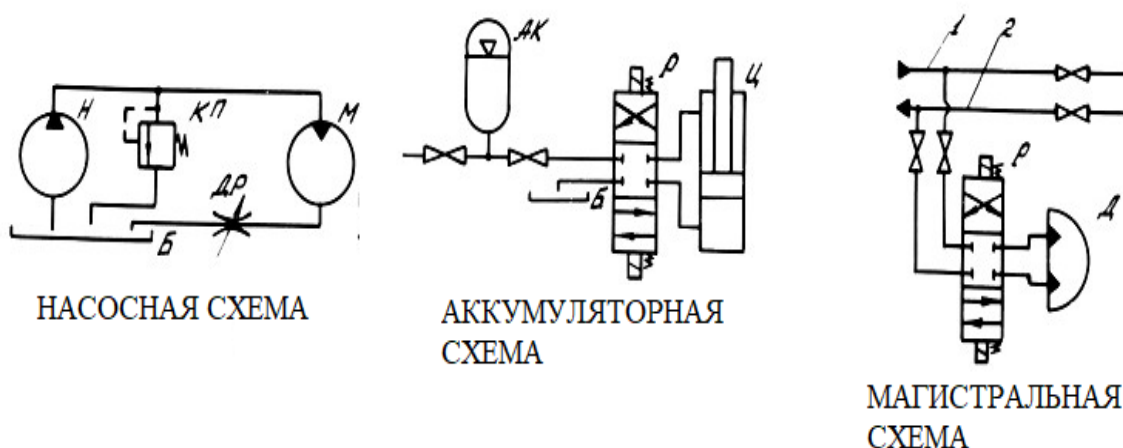 Н
КП
М
ДР
Б
НАСОСНАЯ СХЕМА
АК
Р
Ц
Б
АККУМУЛЯТОРНАЯ
СХЕМА
1
2
Р
Д
МАГИСТРАЛЬНАЯ
СХЕМА